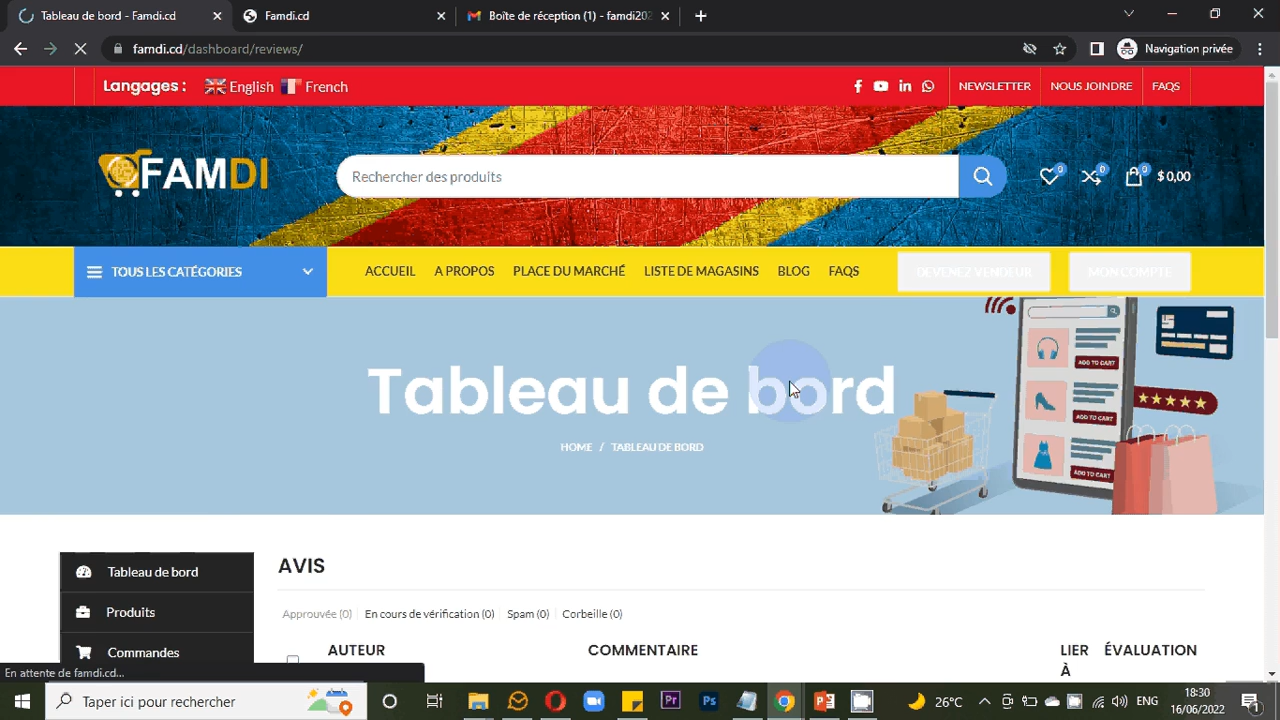 Tableau de bord - Famdi.cd
Famdi.cd
Boîte de réception (1) - famdi202
famdi.cd/dashboard/reviews/
Navigation privée
Langages :
English
French
NEWSLETTER
NOUS JOINDRE
FAQS
FAMDI
Rechercher des produits
0
0
0
$ 0,00
TOUS LES CATÉGORIES
ACCUEIL
A PROPOS
PLACE DU MARCHÉ
LISTE DE MAGASINS
BLOG
FAQS
DEVENEZ VENDEUR
MON COMPTE
Tableau de bord
HOME / TABLEAU DE BORD
ADD TO CART
ADD TO CART
ADD TO CART
Tableau de bord
Produits
Commandes
AVIS
Approuvée (0)
En cours de vérification (0)
Spam (0)
Corbeille (0)
AUTEUR
COMMENTAIRE
LIER
À
ÉVALUATION
En attente de famdi.cd...
Taper ici pour rechercher
26°C
ENG
18:30
16/06/2022
1